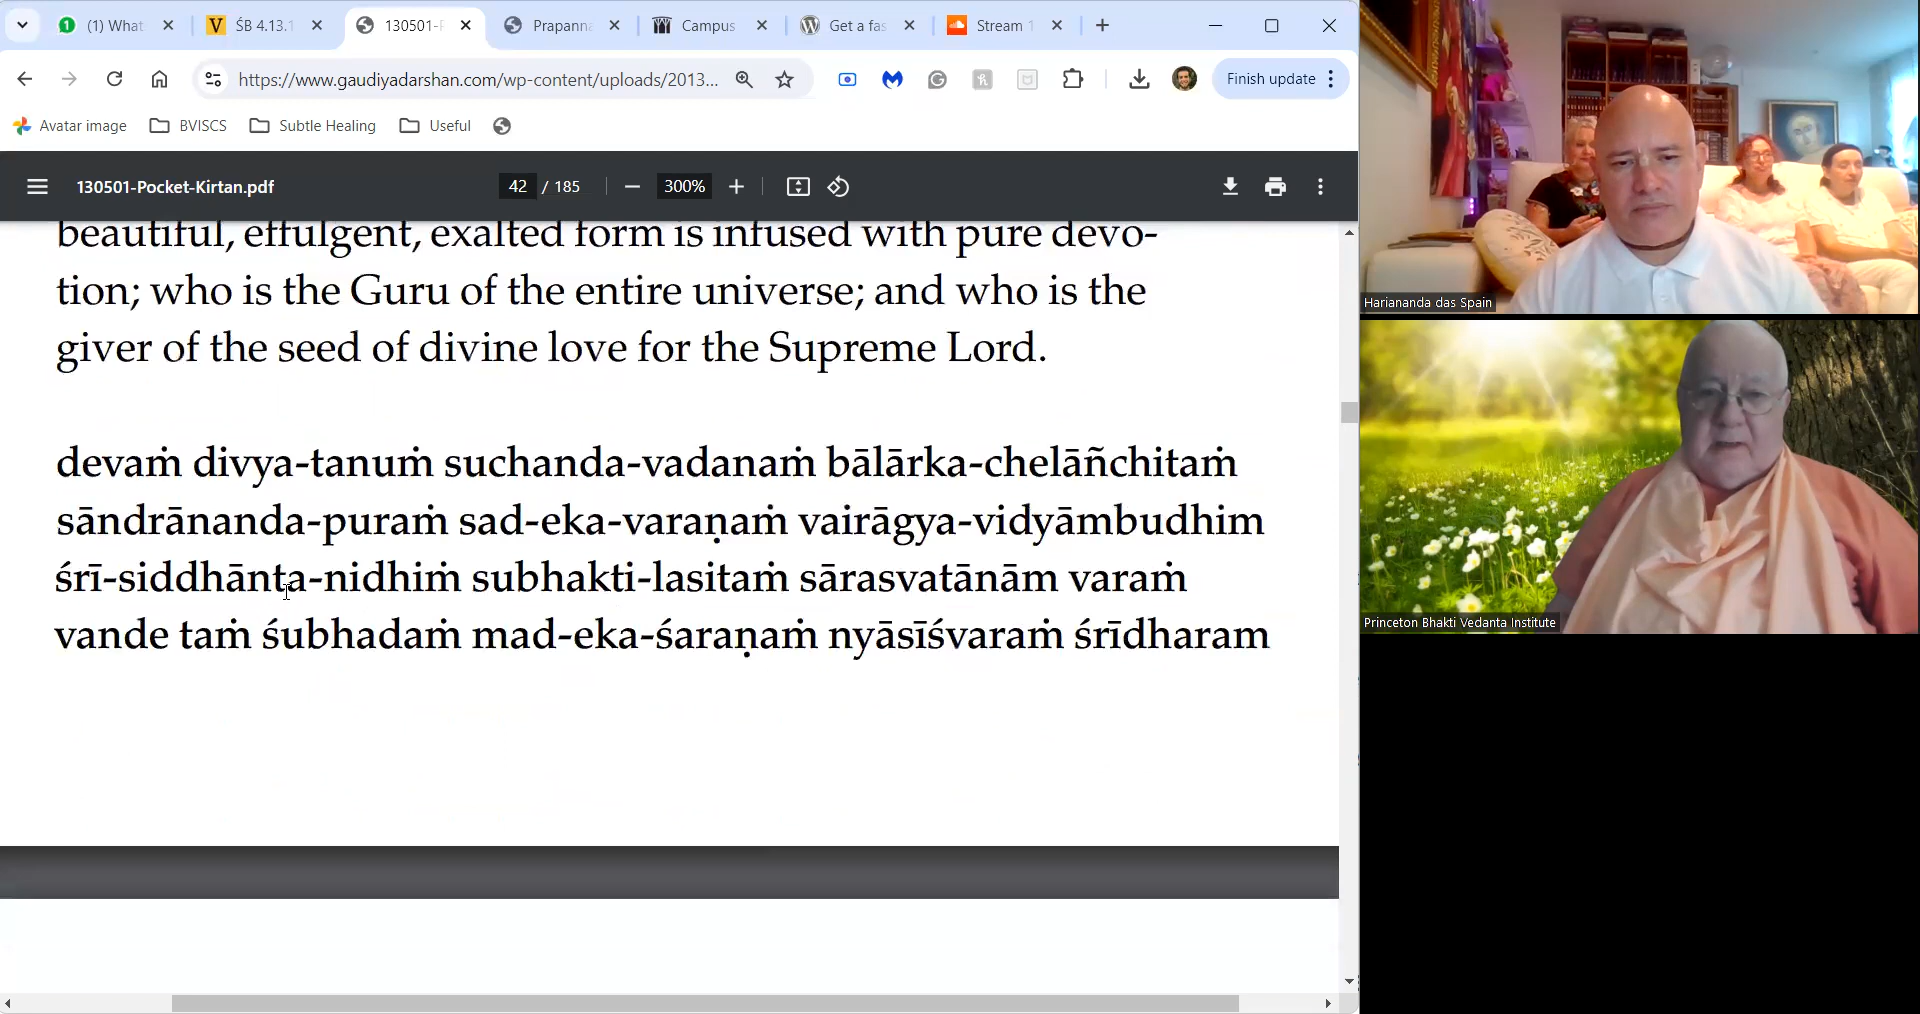 (1) What
ŚB 4.13.1
130501-
Prapanna
Campus
Get a fas
Stream 1
https://www.gaudiyadarshan.com/wp-content/uploads/2013...
Finish update
Avatar image
BVISCS
Subtle Healing
Useful
130501-Pocket-Kirtan.pdf
42 / 185
300%
beautiful, effulgent, exalted form is infused with pure devo-
tion; who is the Guru of the entire universe; and who is the
giver of the seed of divine love for the Supreme Lord.
devaṁ divya-tanuṁ suchanda-vadanaṁ bālārka-chelāñchitaṁ
sāndrānanda-puraṁ sad-eka-varaṇaṁ vairāgya-vidyāmbudhim
śrī-siddhānta-nidhiṁ subhakti-lasitaṁ sārasvatānām varaṁ
vande taṁ śubhadaṁ mad-eka-śaraṇaṁ nyāsīśvaraṁ śrīdharam
Hariananda das Spain
Princeton Bhakti Vedanta Institute